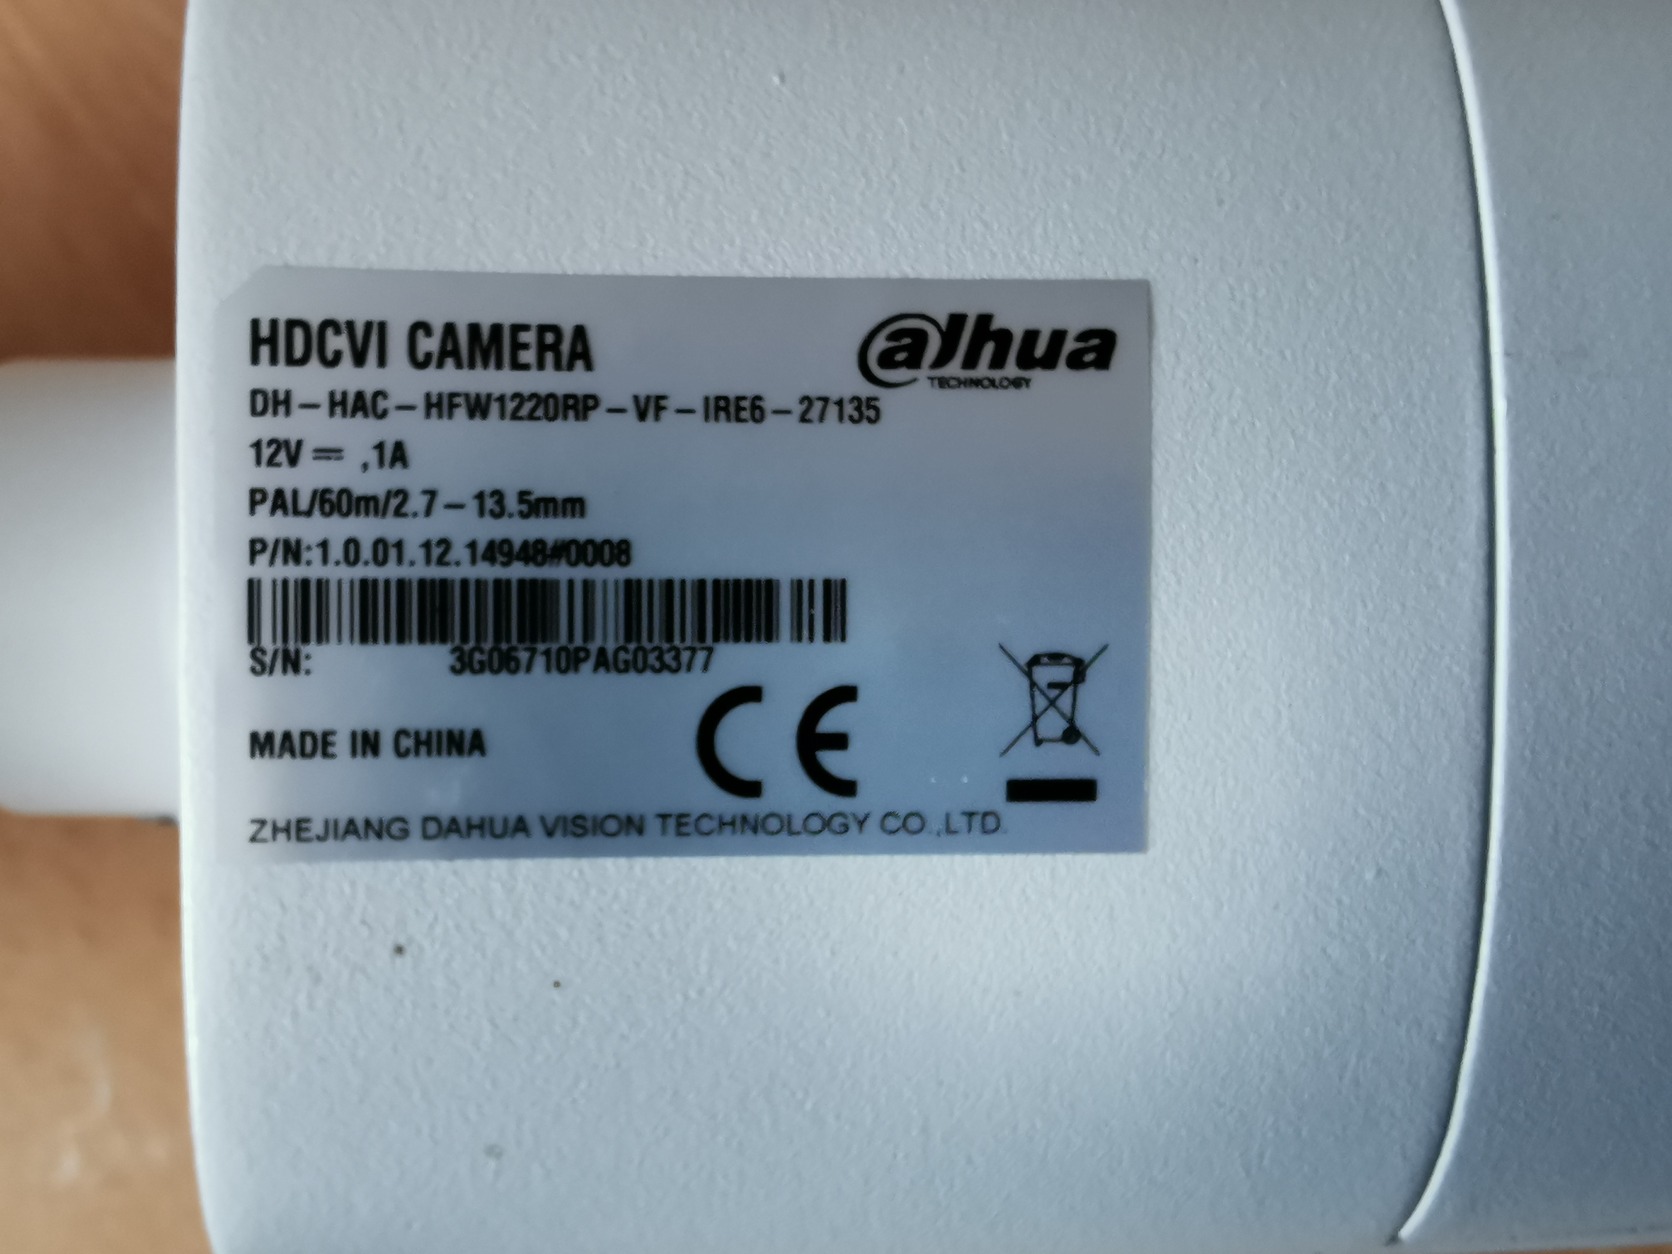 HDCVI CAMERA
alhua
TECHNOLOGY
DH-HAC-HFW1220RP-VF-IRE6-27135
12V ⎓ ,1A
PAL/60m/2.7-13.5mm
P/N:1.0.01.12.14948#0008
S/N: 3G06710PAG03377
MADE IN CHINA
CE
ZHEJIANG DAHUA VISION TECHNOLOGY CO.,LTD.